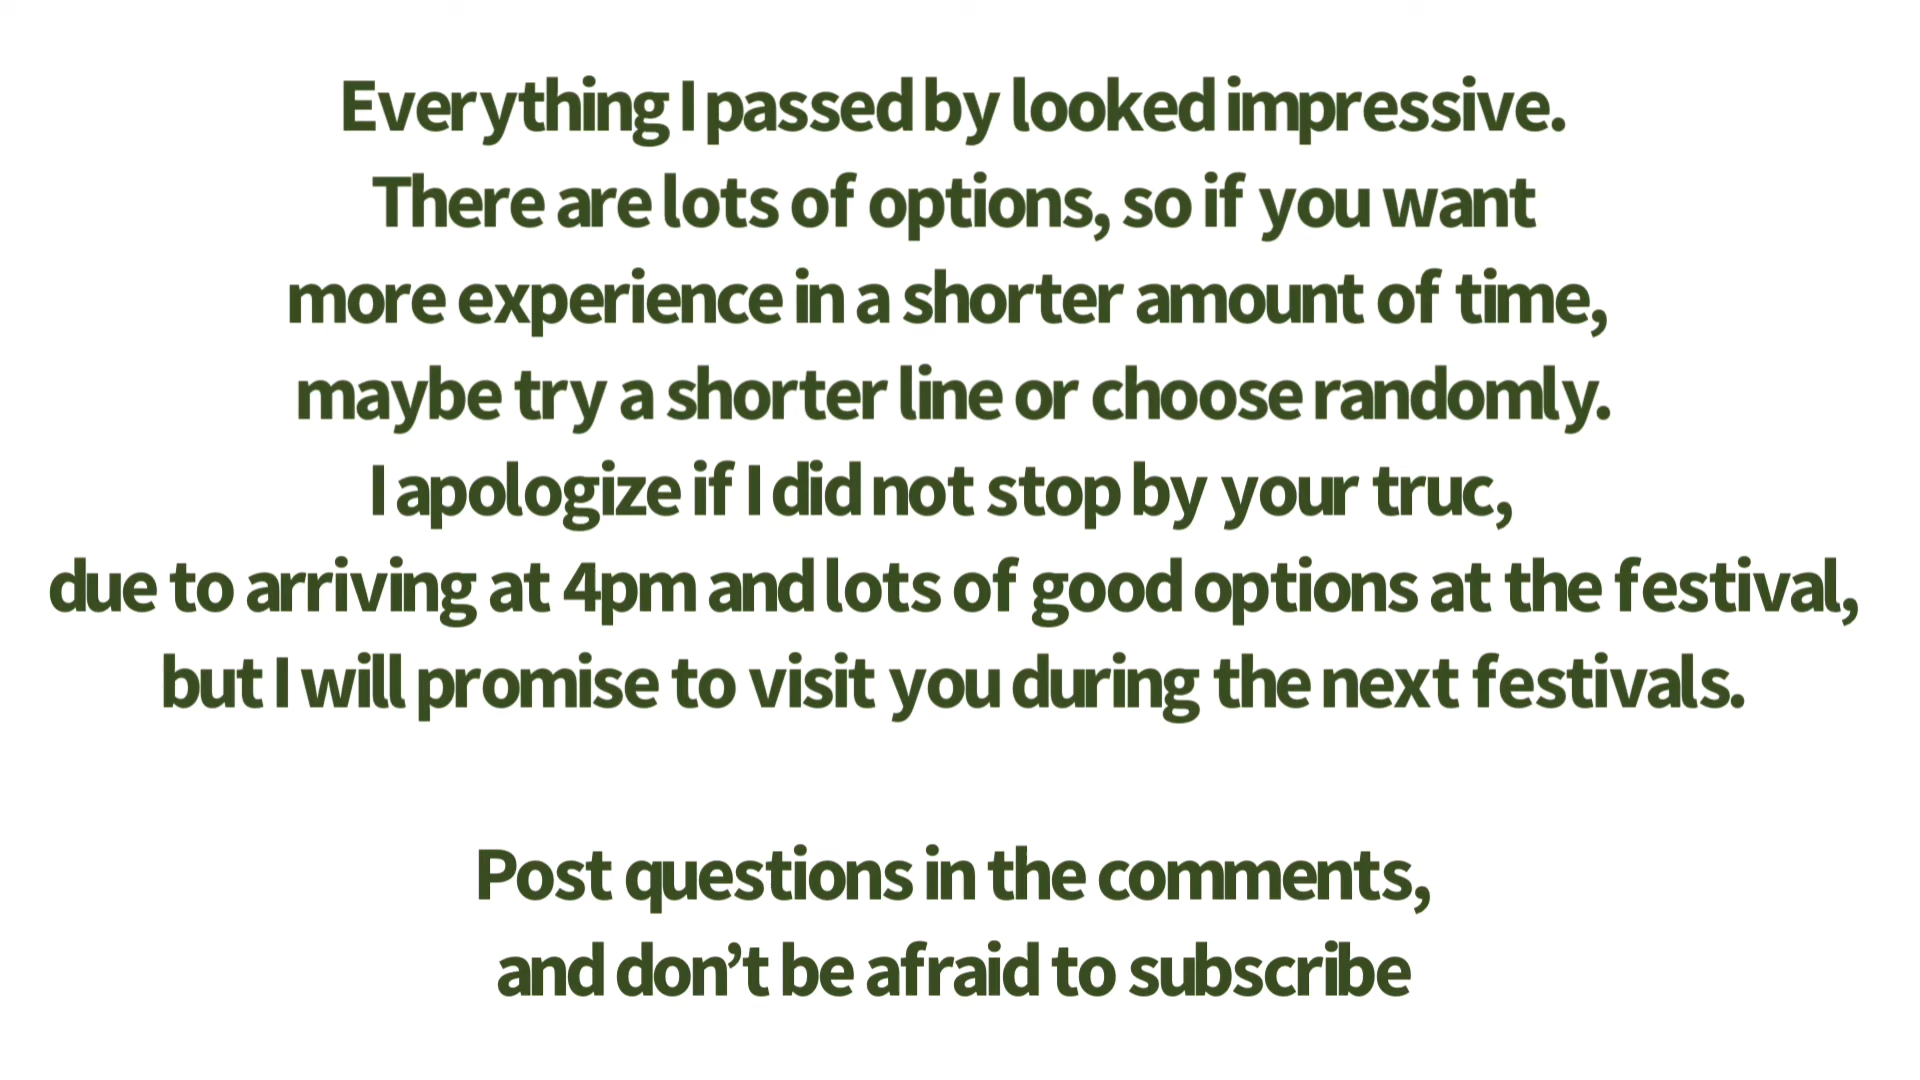 Everything I passed by looked impressive.
There are lots of options, so if you want
more experience in a shorter amount of time,
maybe try a shorter line or choose randomly.
I apologize if I did not stop by your truc,
due to arriving at 4pm and lots of good options at the festival,
but I will promise to visit you during the next festivals.
Post questions in the comments,
and don’t be afraid to subscribe